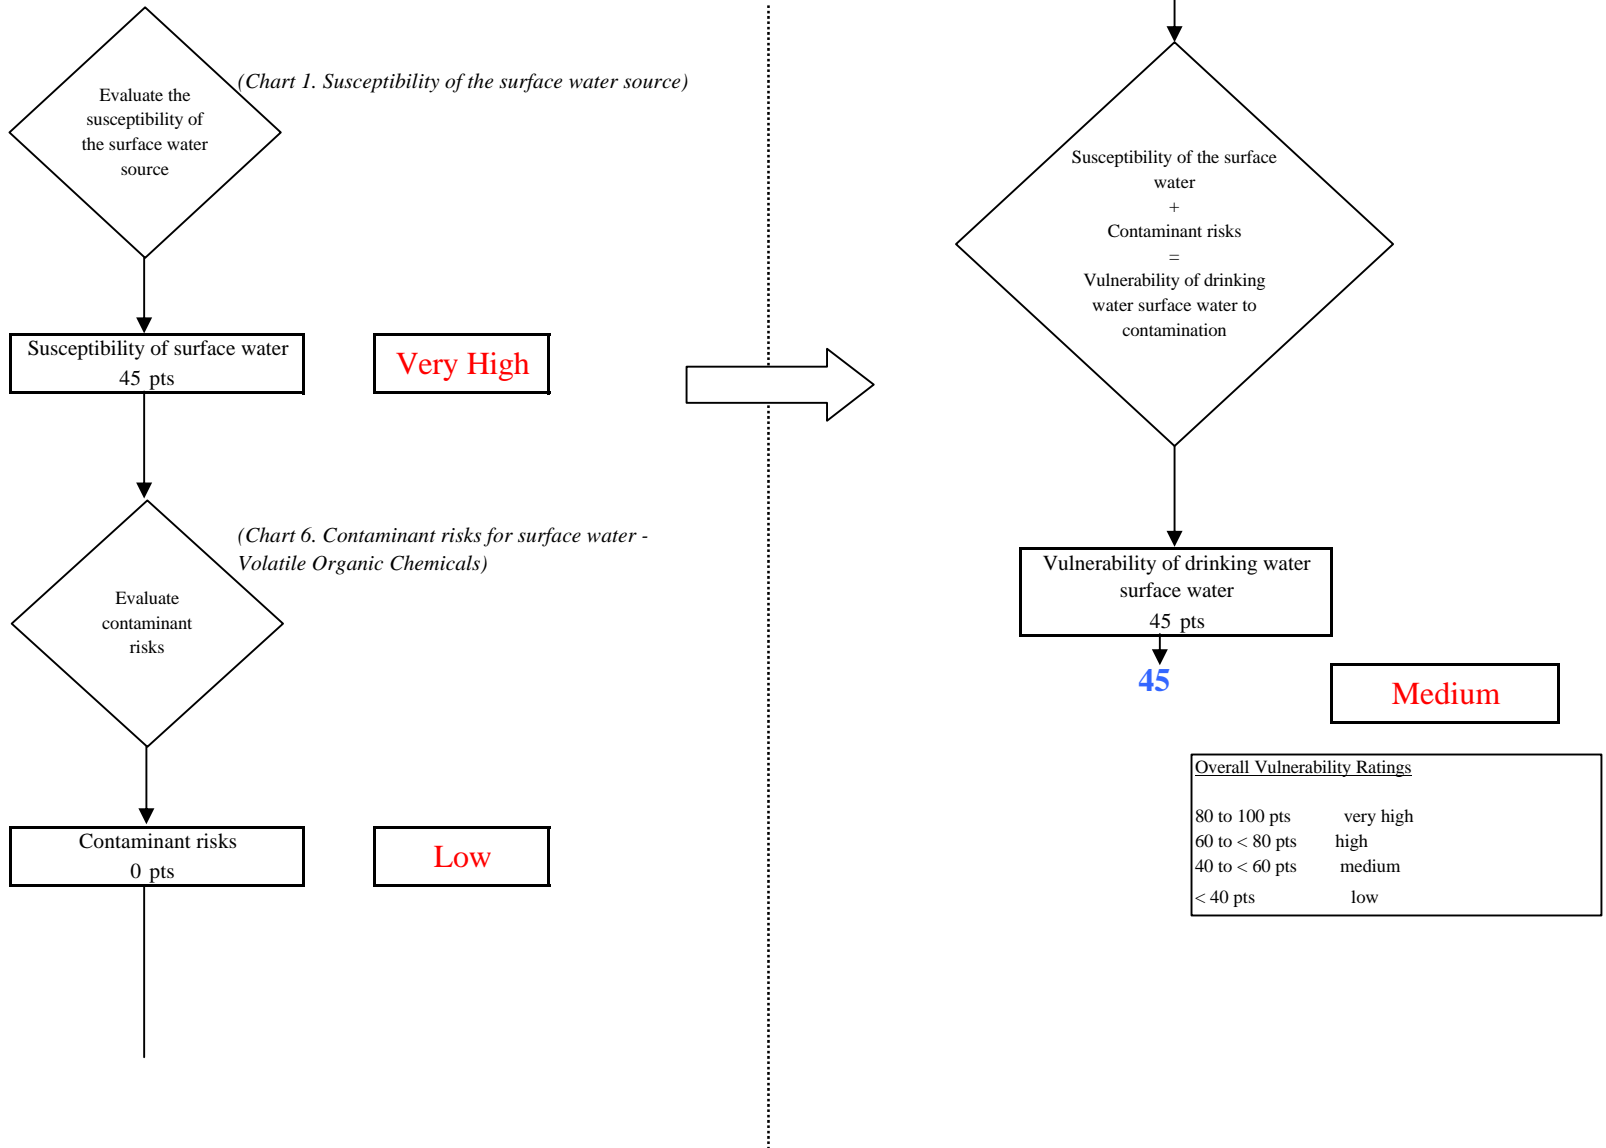 Evaluate the
susceptibility of
the surface water
source
(Chart 1. Susceptibility of the surface water source)
Susceptibility of surface water
45 pts
Very High
(Chart 6. Contaminant risks for surface water -
Volatile Organic Chemicals)
Evaluate
contaminant
risks
Contaminant risks
0 pts
Low
Susceptibility of the surface
water
+
Contaminant risks
=
Vulnerability of drinking
water surface water to
contamination
Vulnerability of drinking water
surface water
45 pts
45
Medium
Overall Vulnerability Ratings
80 to 100 pts very high
60 to < 80 pts high
40 to < 60 pts medium
< 40 pts low